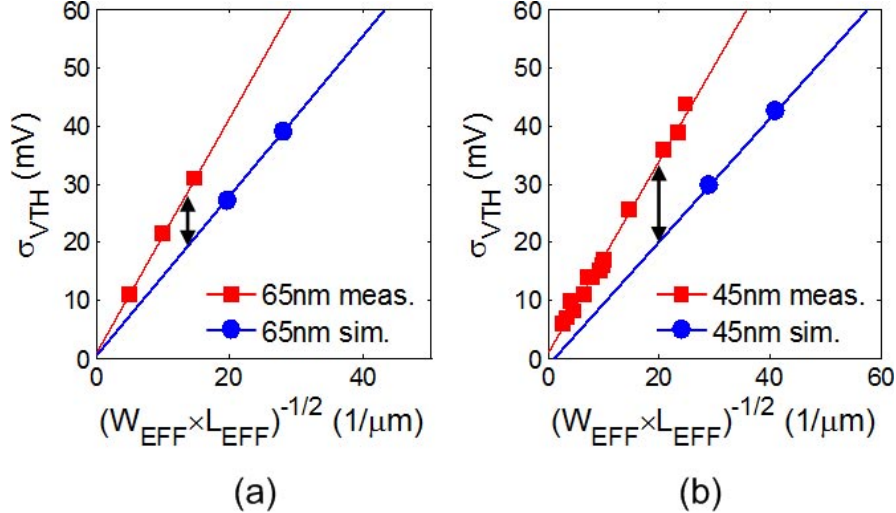 60
50
40
30
20
10
0
σVTH (mV)
65nm meas.
65nm sim.
0 20 40
(WEFF×LEFF)-1/2 (1/μm)
(a)
60
50
40
30
20
10
0
σVTH (mV)
45nm meas.
45nm sim.
0 20 40 60
(WEFF×LEFF)-1/2 (1/μm)
(b)